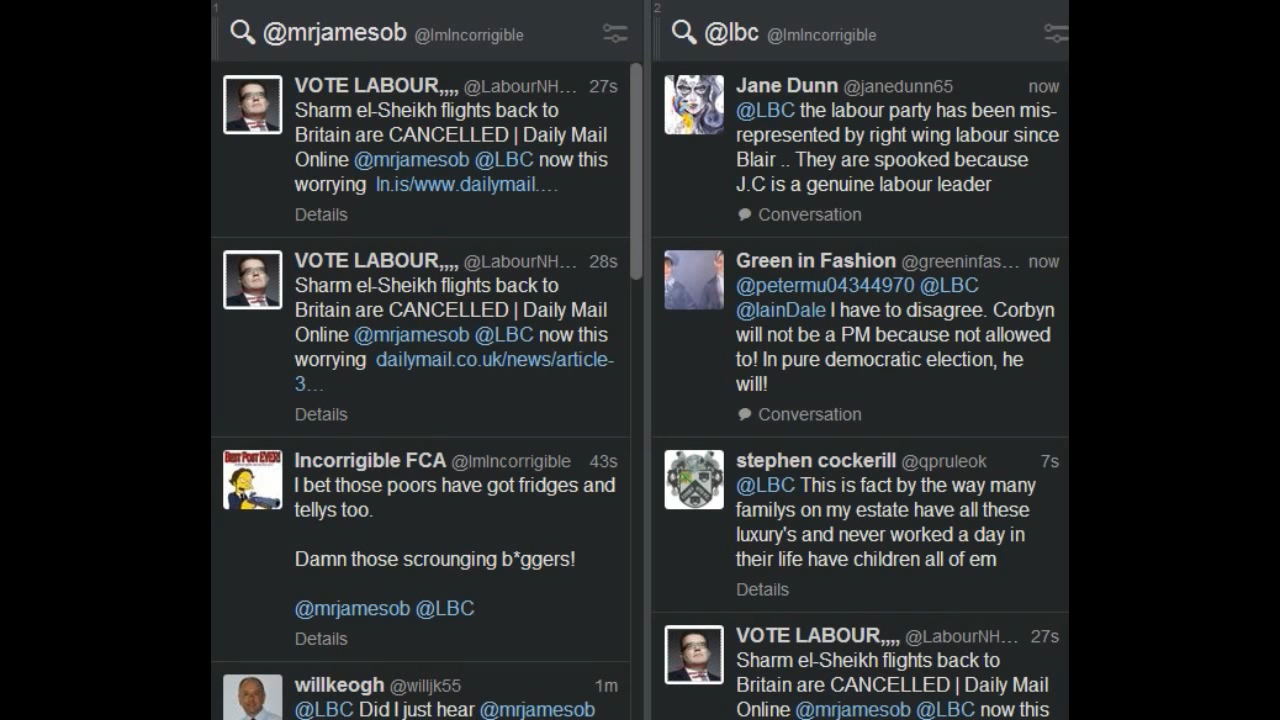 1
@mrjamesob @ImIncorrigible
VOTE LABOUR,,,, @LabourNH... 27s
Sharm el-Sheikh flights back to
Britain are CANCELLED | Daily Mail
Online @mrjamesob @LBC now this
worrying ln.is/www.dailymail.…
Details
VOTE LABOUR,,,, @LabourNH... 28s
Sharm el-Sheikh flights back to
Britain are CANCELLED | Daily Mail
Online @mrjamesob @LBC now this
worrying dailymail.co.uk/news/article-
3…
Details
BEST POST EVER!
Incorrigible FCA @ImIncorrigible 43s
I bet those poors have got fridges and
tellys too.
Damn those scrounging b*ggers!
@mrjamesob @LBC
Details
willkeogh @willjk55 1m
@LBC Did I just hear @mrjamesob
2
@lbc @ImIncorrigible
Jane Dunn @janedunn65 now
@LBC the labour party has been mis-
represented by right wing labour since
Blair .. They are spooked because
J.C is a genuine labour leader
Conversation
Green in Fashion @greeninfas... now
@petermu04344970 @LBC
@IainDale I have to disagree. Corbyn
will not be a PM because not allowed
to! In pure democratic election, he
will!
Conversation
stephen cockerill @qpruleok 7s
@LBC This is fact by the way many
familys on my estate have all these
luxury's and never worked a day in
their life have children all of em
Details
VOTE LABOUR,,,, @LabourNH... 27s
Sharm el-Sheikh flights back to
Britain are CANCELLED | Daily Mail
Online @mrjamesob @LBC now this